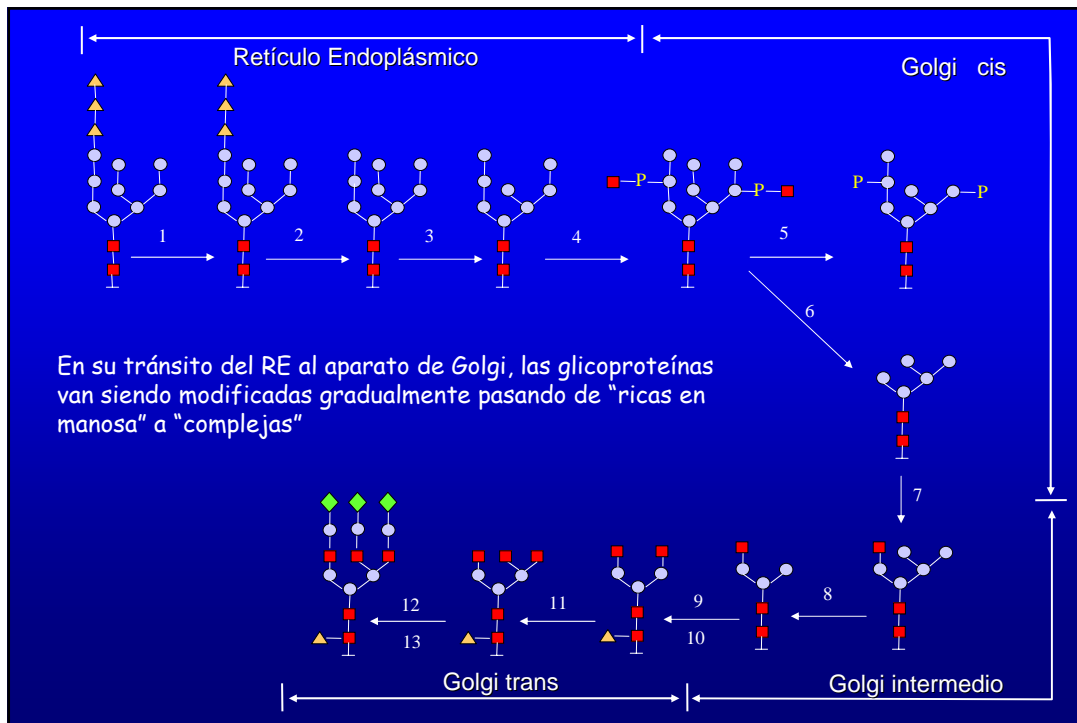 Retículo Endoplásmico
Golgi cis
P
P
P
P
1
2
3
4
5
6
En su tránsito del RE al aparato de Golgi, las glicoproteínas
van siendo modificadas gradualmente pasando de “ricas en
manosa” a “complejas”
7
12
11
9
8
13
10
Golgi trans
Golgi intermedio